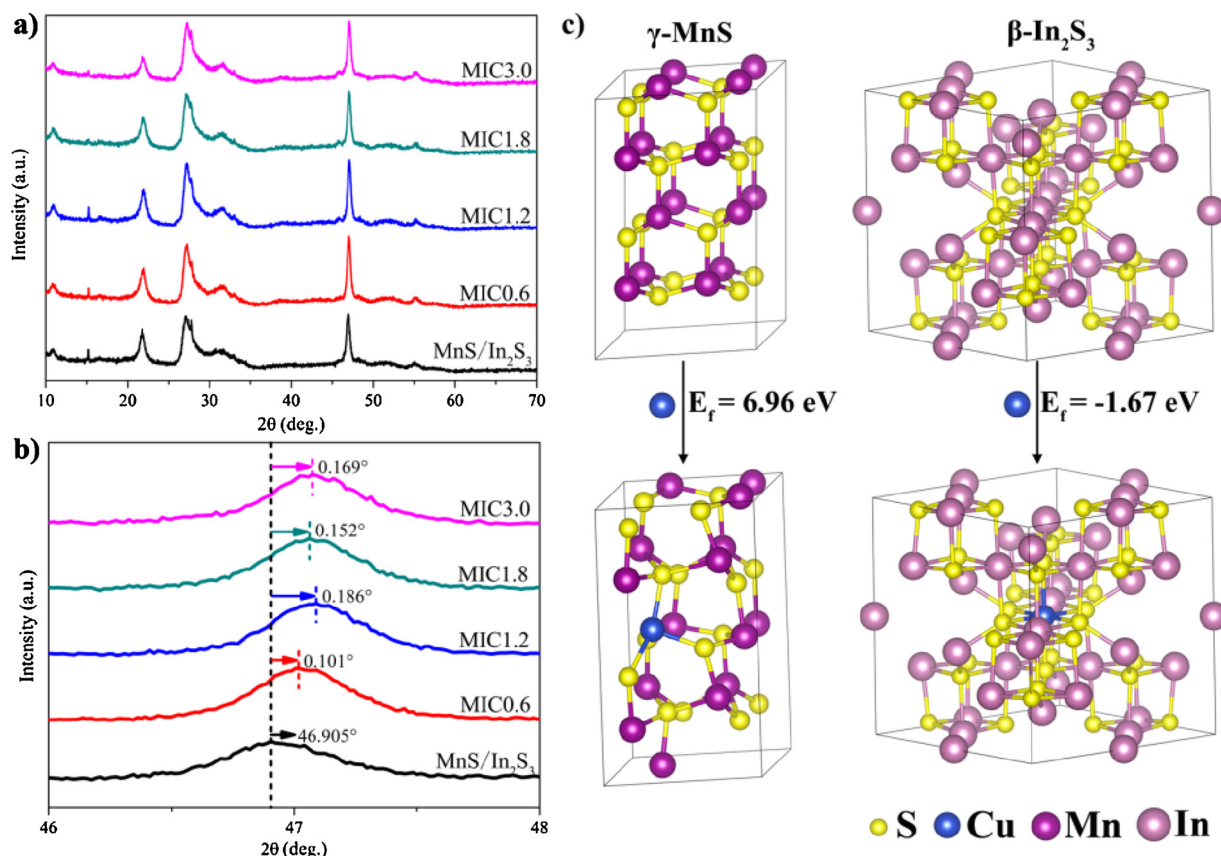 a)
MIC3.0
MIC1.8
MIC1.2
MIC0.6
MnS/In₂S₃
Intensity (a.u.)
10 20 30 40 50 60 70
2θ (deg.)
b)
0.169°
MIC3.0
0.152°
MIC1.8
0.186°
MIC1.2
0.101°
MIC0.6
46.905°
MnS/In₂S₃
Intensity (a.u.)
46 47 48
2θ (deg.)
c)
γ-MnS
β-In₂S₃
E_f = 6.96 eV
E_f = -1.67 eV
S Cu Mn In